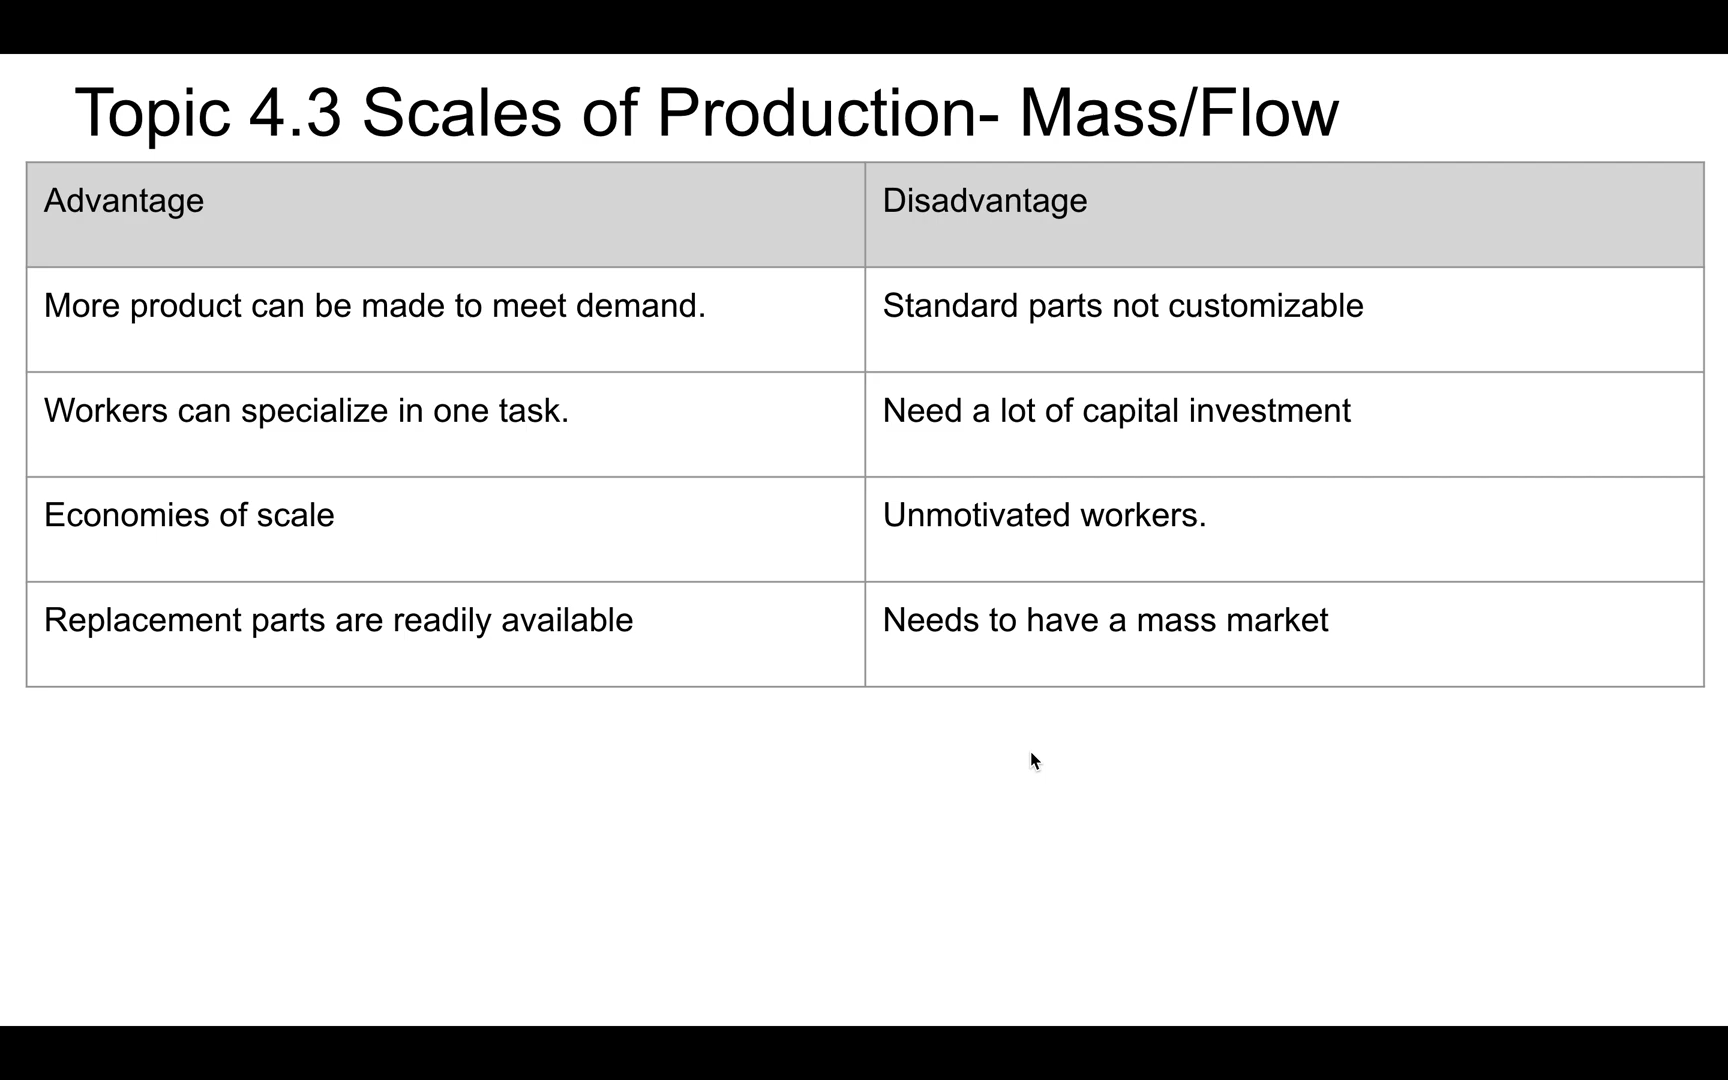 Topic 4.3 Scales of Production- Mass/Flow
Advantage
Disadvantage
More product can be made to meet demand.
Standard parts not customizable
Workers can specialize in one task.
Need a lot of capital investment
Economies of scale
Unmotivated workers.
Replacement parts are readily available
Needs to have a mass market